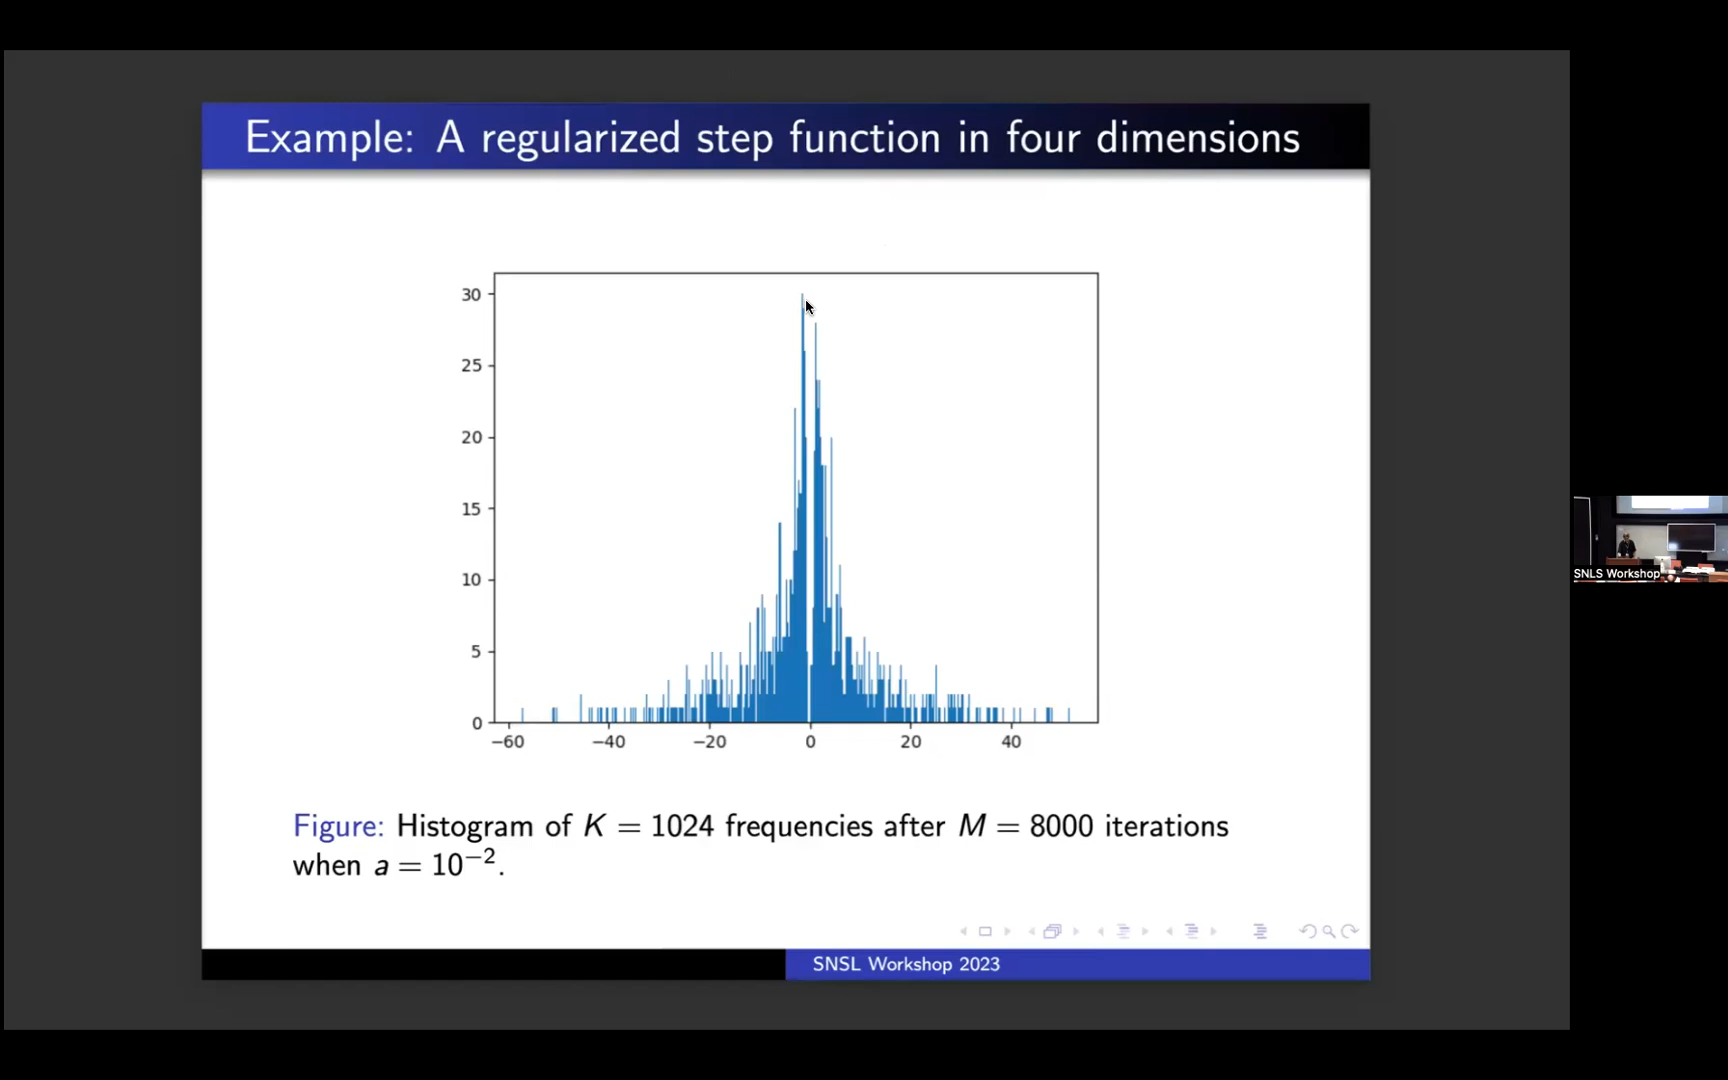 Example: A regularized step function in four dimensions
30
25
20
15
10
5
0
−60 −40 −20 0 20 40
Figure: Histogram of K = 1024 frequencies after M = 8000 iterations
when a = 10⁻².
SNSL Workshop 2023
SNLS Workshop